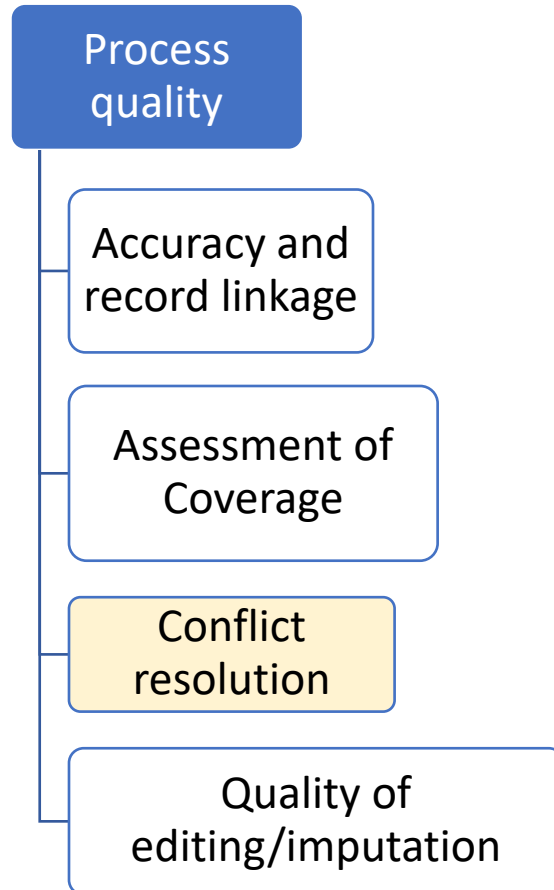 Process
quality
Accuracy and
record linkage
Assessment of
Coverage
Conflict
resolution
Quality of
editing/imputation